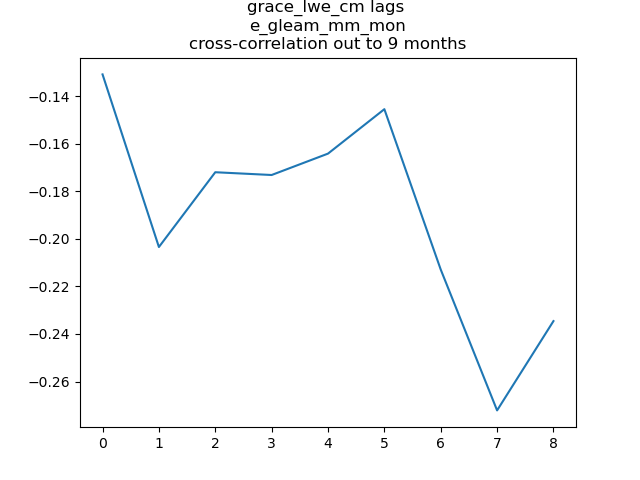 grace_lwe_cm lags
e_gleam_mm_mon
cross-correlation out to 9 months
−0.14
−0.16
−0.18
−0.20
−0.22
−0.24
−0.26
0 1 2 3 4 5 6 7 8